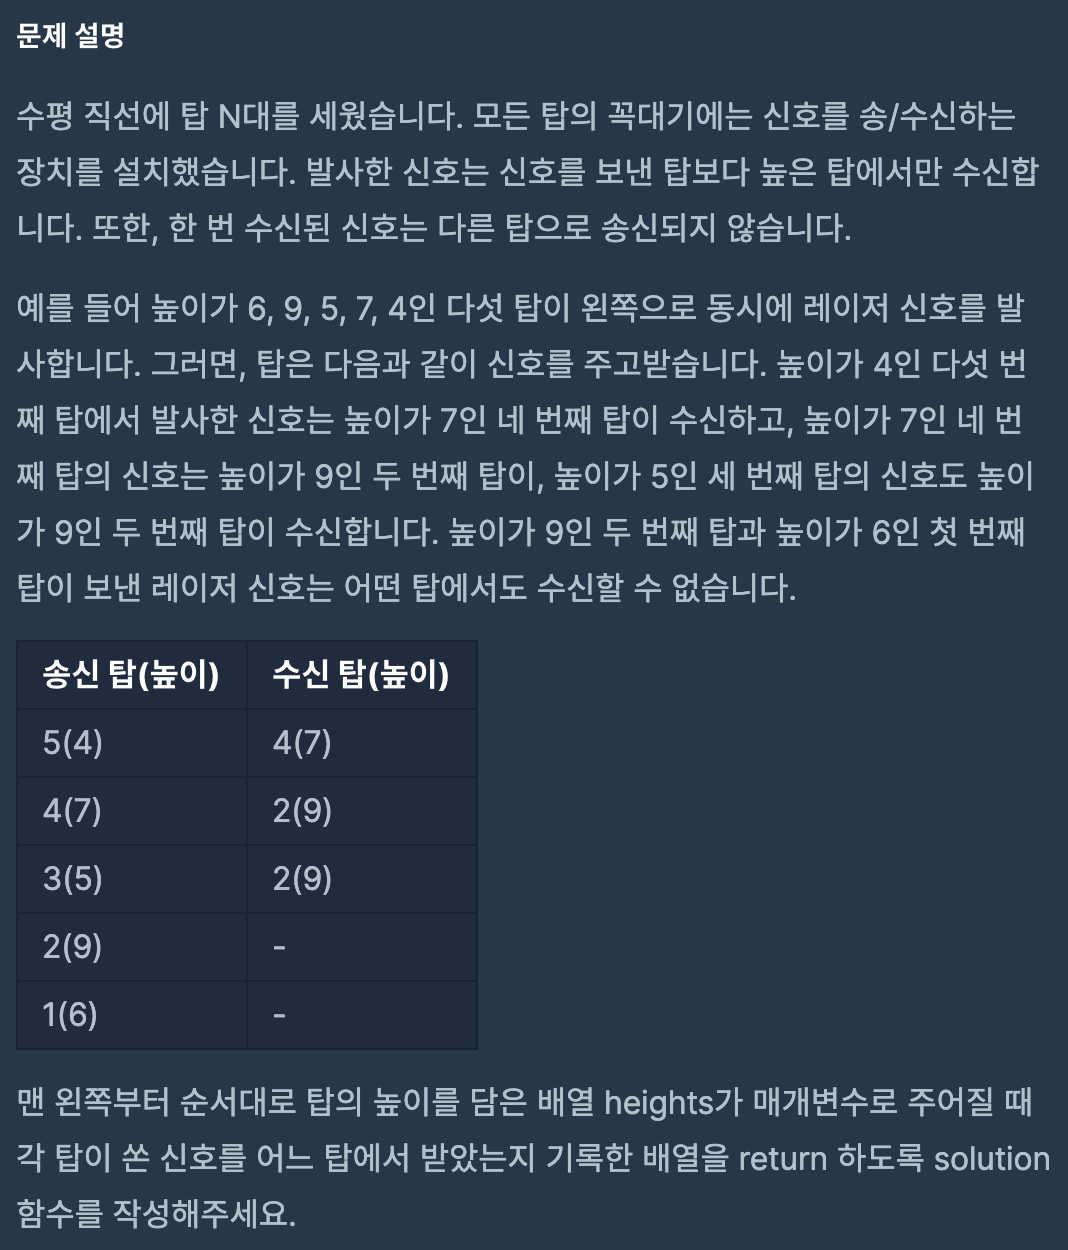 문제 설명
수평 직선에 탑 N대를 세웠습니다. 모든 탑의 꼭대기에는 신호를 송/수신하는
장치를 설치했습니다. 발사한 신호는 신호를 보낸 탑보다 높은 탑에서만 수신합
니다. 또한, 한 번 수신된 신호는 다른 탑으로 송신되지 않습니다.
예를 들어 높이가 6, 9, 5, 7, 4인 다섯 탑이 왼쪽으로 동시에 레이저 신호를 발
사합니다. 그러면, 탑은 다음과 같이 신호를 주고받습니다. 높이가 4인 다섯 번
째 탑에서 발사한 신호는 높이가 7인 네 번째 탑이 수신하고, 높이가 7인 네 번
째 탑의 신호는 높이가 9인 두 번째 탑이, 높이가 5인 세 번째 탑의 신호도 높이
가 9인 두 번째 탑이 수신합니다. 높이가 9인 두 번째 탑과 높이가 6인 첫 번째
탑이 보낸 레이저 신호는 어떤 탑에서도 수신할 수 없습니다.
송신 탑(높이) 수신 탑(높이)
5(4) 4(7)
4(7) 2(9)
3(5) 2(9)
2(9) -
1(6) -
맨 왼쪽부터 순서대로 탑의 높이를 담은 배열 heights가 매개변수로 주어질 때
각 탑이 쏜 신호를 어느 탑에서 받았는지 기록한 배열을 return 하도록 solution
함수를 작성해주세요.